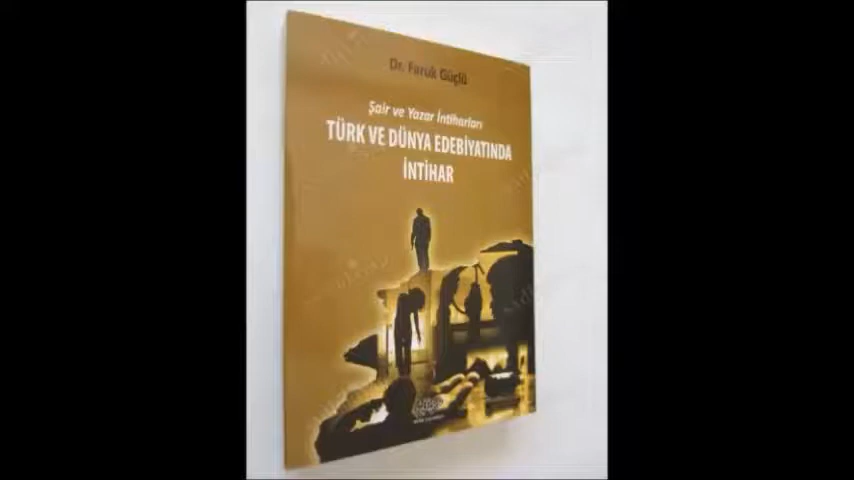 Dr. Faruk Güçlü
Şair ve Yazar İntiharları
TÜRK VE DÜNYA EDEBİYATINDA
İNTİHAR